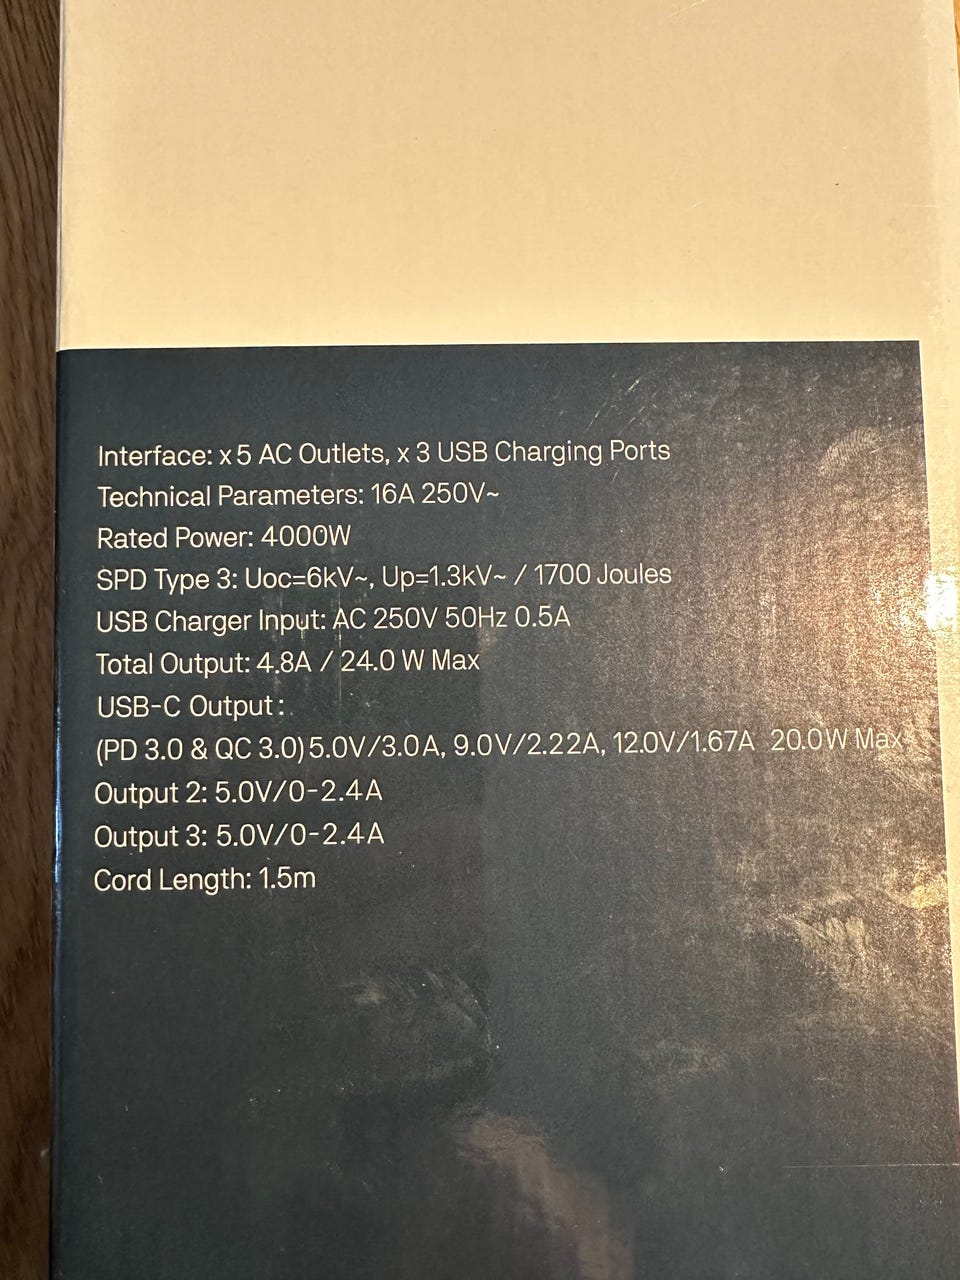 Interface: x 5 AC Outlets, x 3 USB Charging Ports
Technical Parameters: 16A 250V~
Rated Power: 4000W
SPD Type 3: Uoc=6kV~, Up=1.3kV~ / 1700 Joules
USB Charger Input: AC 250V 50Hz 0.5A
Total Output: 4.8A / 24.0 W Max
USB-C Output:
(PD 3.0 & QC 3.0) 5.0V/3.0A, 9.0V/2.22A, 12.0V/1.67A 20.0W Max
Output 2: 5.0V/0-2.4A
Output 3: 5.0V/0-2.4A
Cord Length: 1.5m